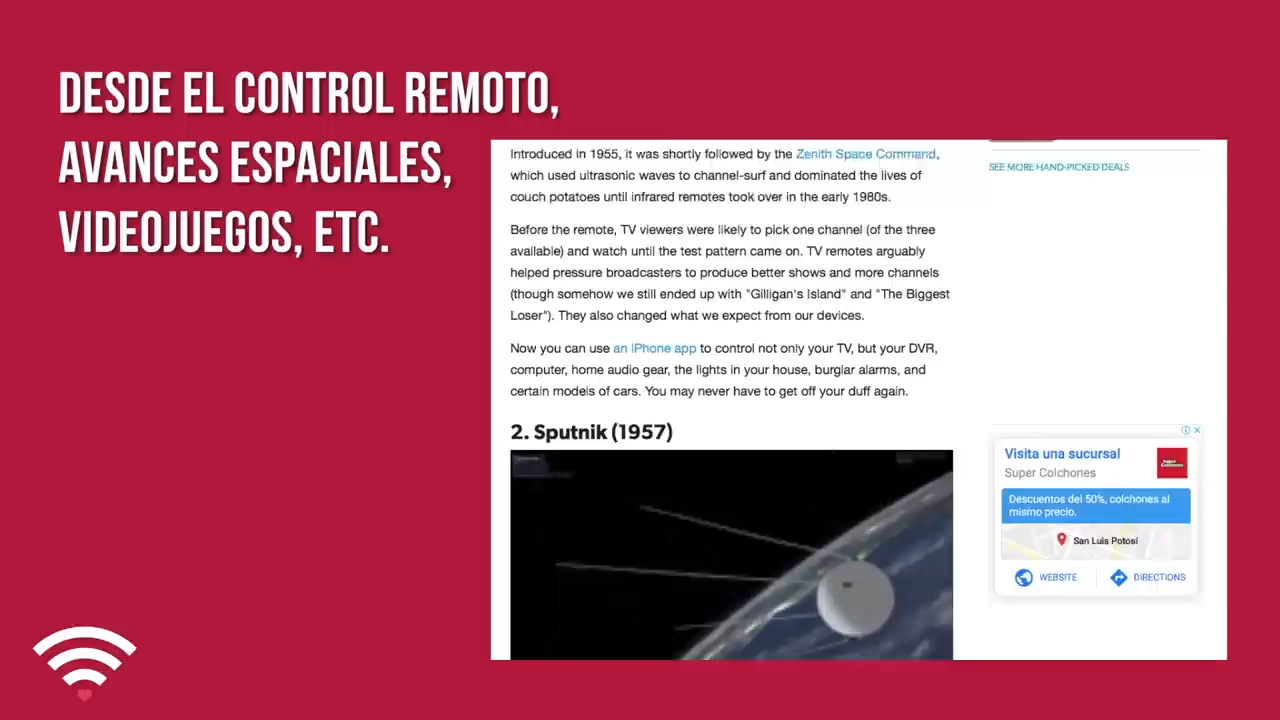 DESDE EL CONTROL REMOTO,
AVANCES ESPACIALES,
VIDEOJUEGOS, ETC.
Introduced in 1955, it was shortly followed by the Zenith Space Command,
which used ultrasonic waves to channel-surf and dominated the lives of
couch potatoes until infrared remotes took over in the early 1980s.
Before the remote, TV viewers were likely to pick one channel (of the three
available) and watch until the test pattern came on. TV remotes arguably
helped pressure broadcasters to produce better shows and more channels
(though somehow we still ended up with "Gilligan's Island" and "The Biggest
Loser"). They also changed what we expect from our devices.
Now you can use an iPhone app to control not only your TV, but your DVR,
computer, home audio gear, the lights in your house, burglar alarms, and
certain models of cars. You may never have to get off your duff again.
2. Sputnik (1957)
SEE MORE HAND-PICKED DEALS
Visita una sucursal
Super Colchones
Descuentos del 50%, colchones al
mismo precio.
San Luis Potosí
WEBSITE
DIRECTIONS